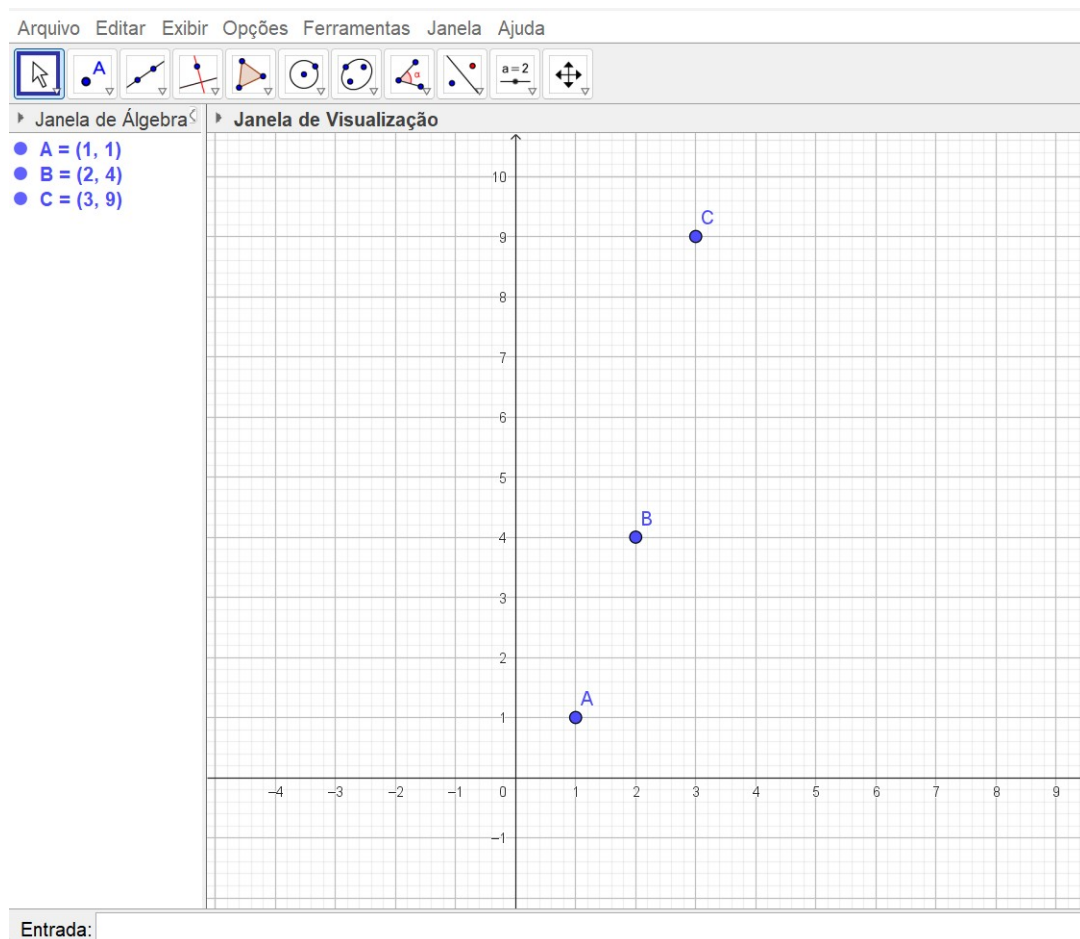 Arquivo Editar Exibir Opções Ferramentas Janela Ajuda
A α a=2
Janela de Álgebra Janela de Visualização
A = (1, 1)
B = (2, 4)
C = (3, 9)
10
C
9
8
7
6
5
B
4
3
2
A
1
–4 –3 –2 –1 0 1 2 3 4 5 6 7 8 9
–1
Entrada: